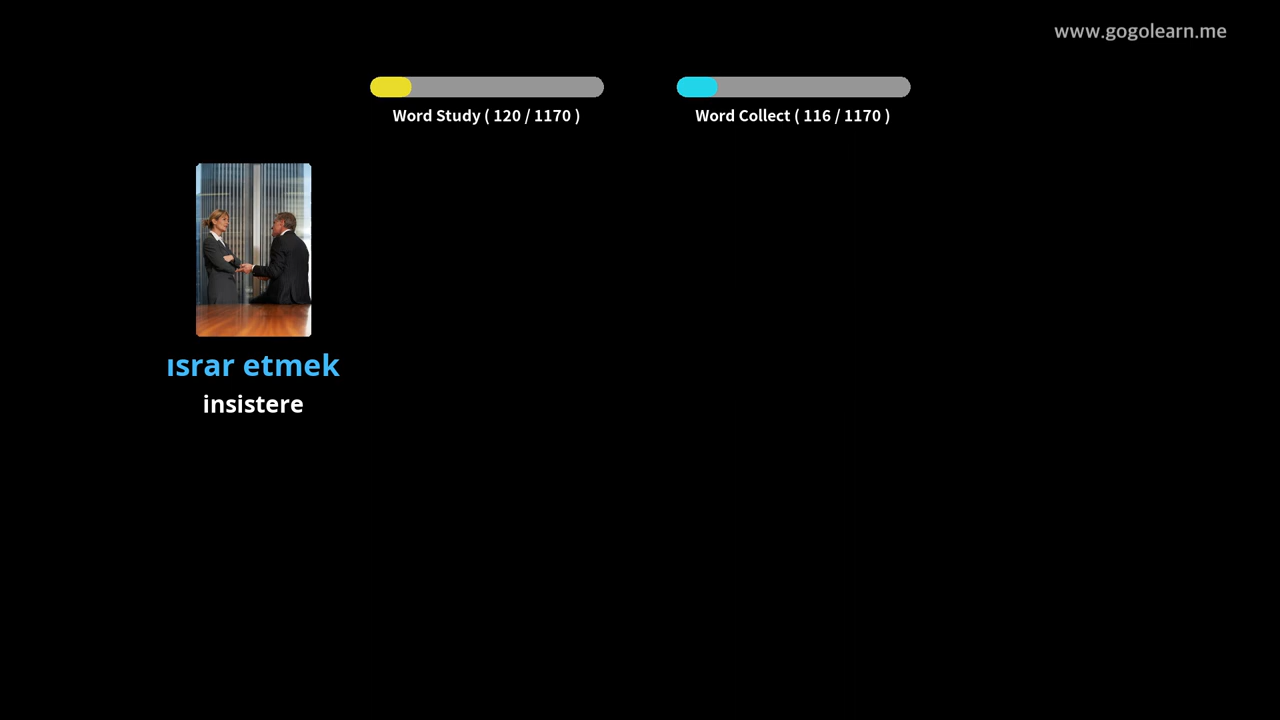 www.gogolearn.me
Word Study ( 120 / 1170 )
Word Collect ( 116 / 1170 )
ısrar etmek
insistere